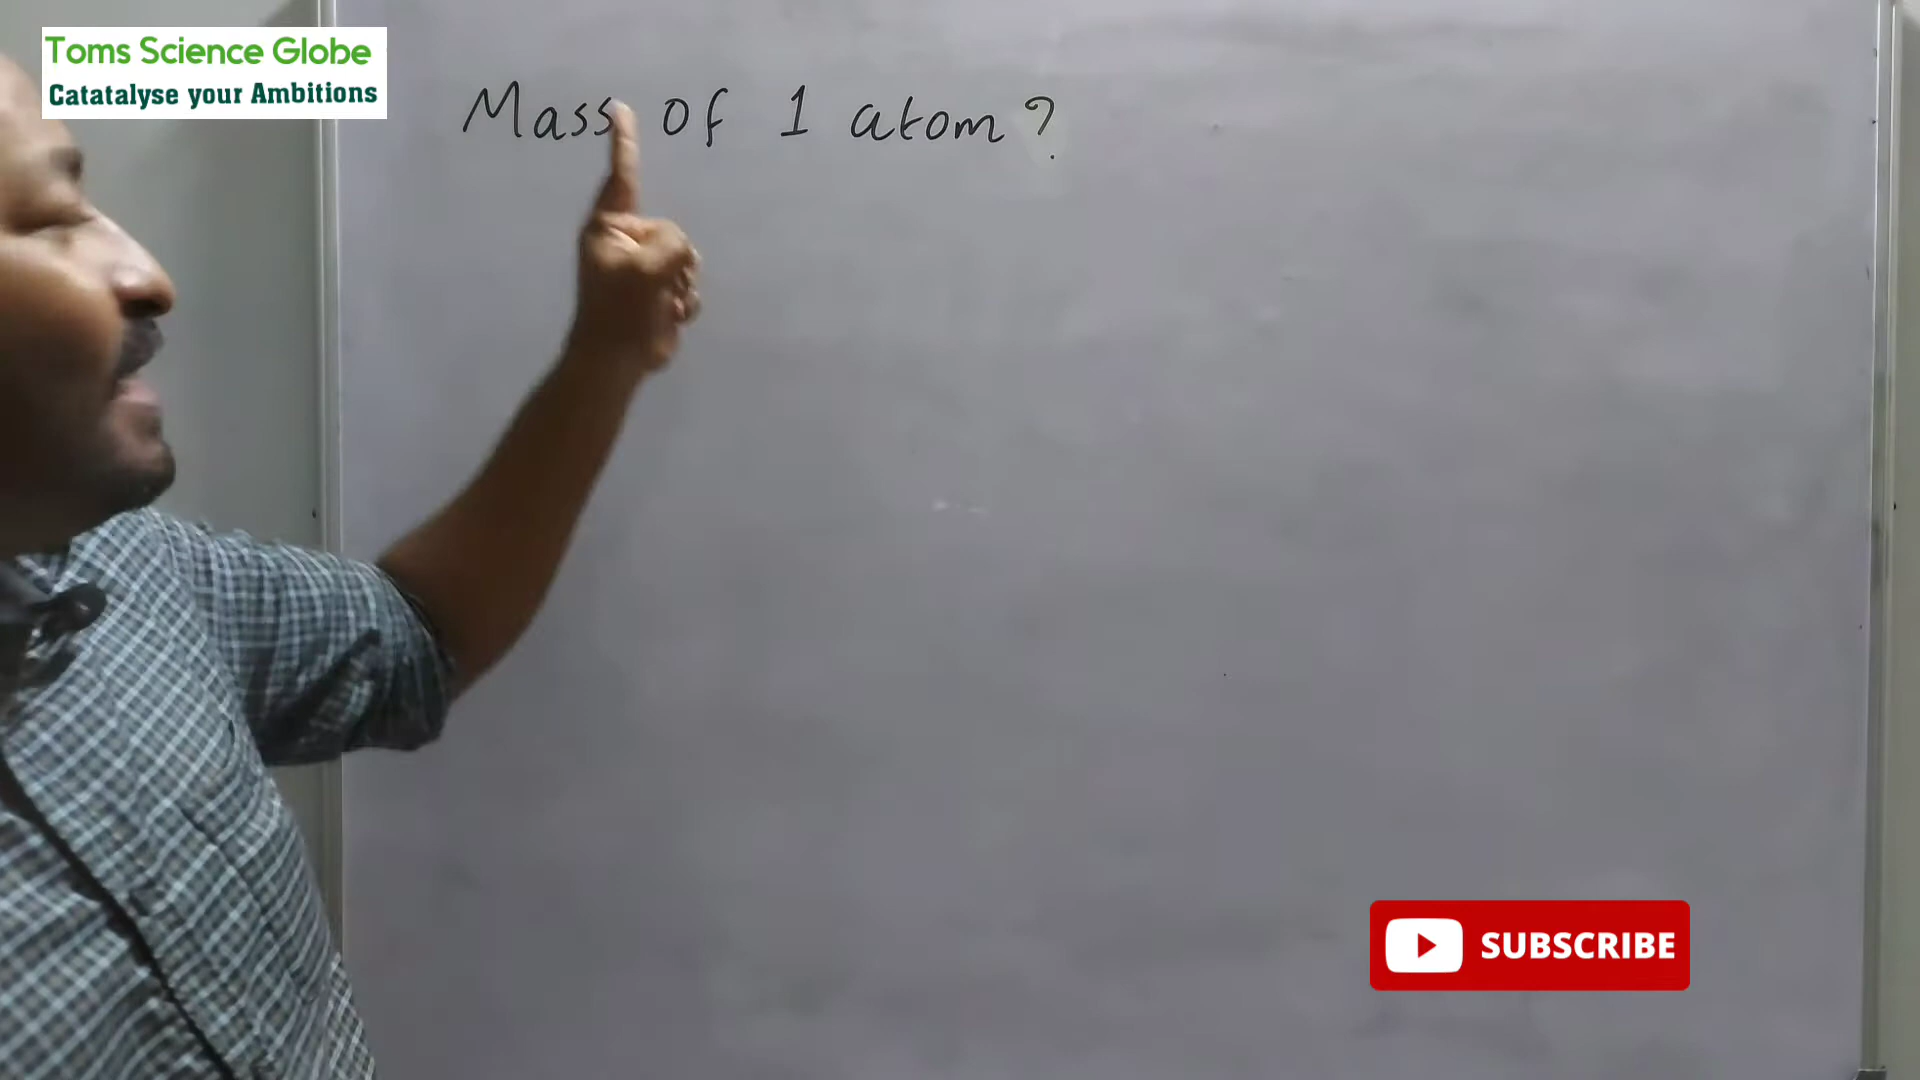 Toms Science Globe
Catatalyse your Ambitions
Mass of 1 atom?
SUBSCRIBE